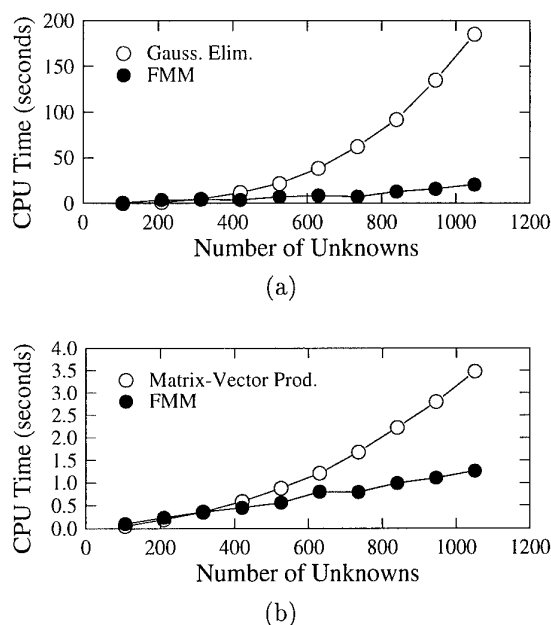 200
150
100
50
0
CPU Time (seconds)
Gauss. Elim.
FMM
0 200 400 600 800 1000 1200
Number of Unknowns
(a)
4.0
3.5
3.0
2.5
2.0
1.5
1.0
0.5
0.0
CPU Time (seconds)
Matrix-Vector Prod.
FMM
0 200 400 600 800 1000 1200
Number of Unknowns
(b)